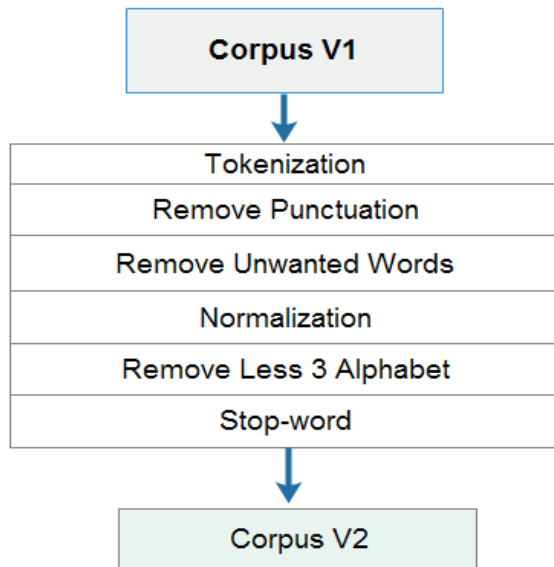 Corpus V1
Tokenization
Remove Punctuation
Remove Unwanted Words
Normalization
Remove Less 3 Alphabet
Stop-word
Corpus V2